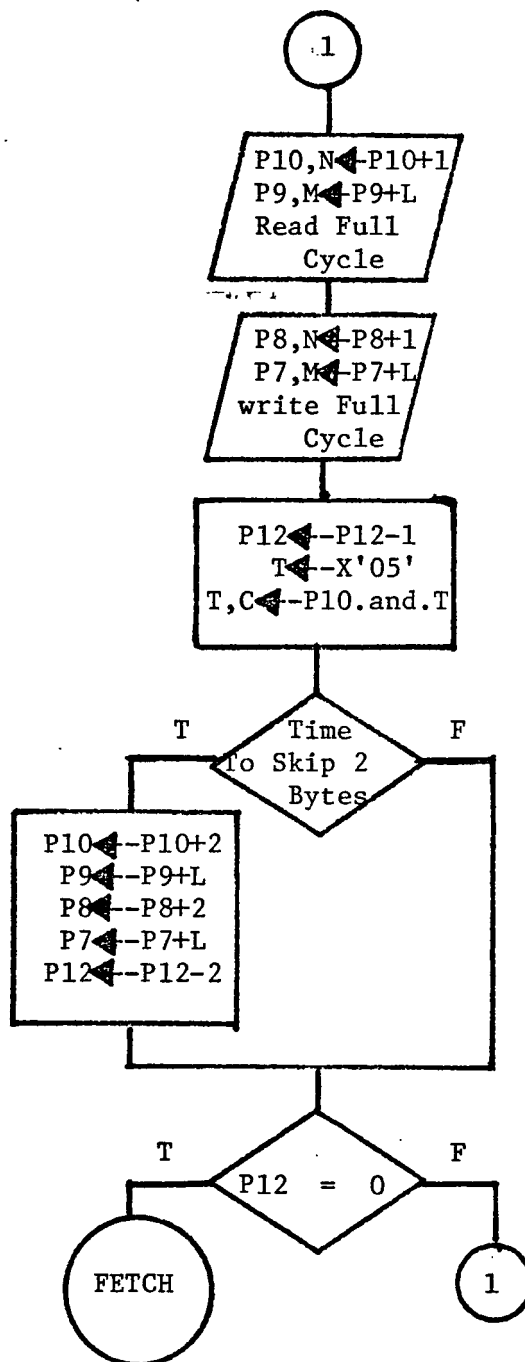 1
P10,N◄-P10+1
P9,M◄-P9+L
Read Full
Cycle
P8,N◄-P8+1
P7,M◄-P7+L
write Full
Cycle
P12◄--P12-1
T◄--X'05'
T,C◄--P10.and.T
T
Time
To Skip 2
Bytes
F
P10◄--P10+2
P9◄--P9+L
P8◄--P8+2
P7◄--P7+L
P12◄--P12-2
T
P12 = 0
F
FETCH
1